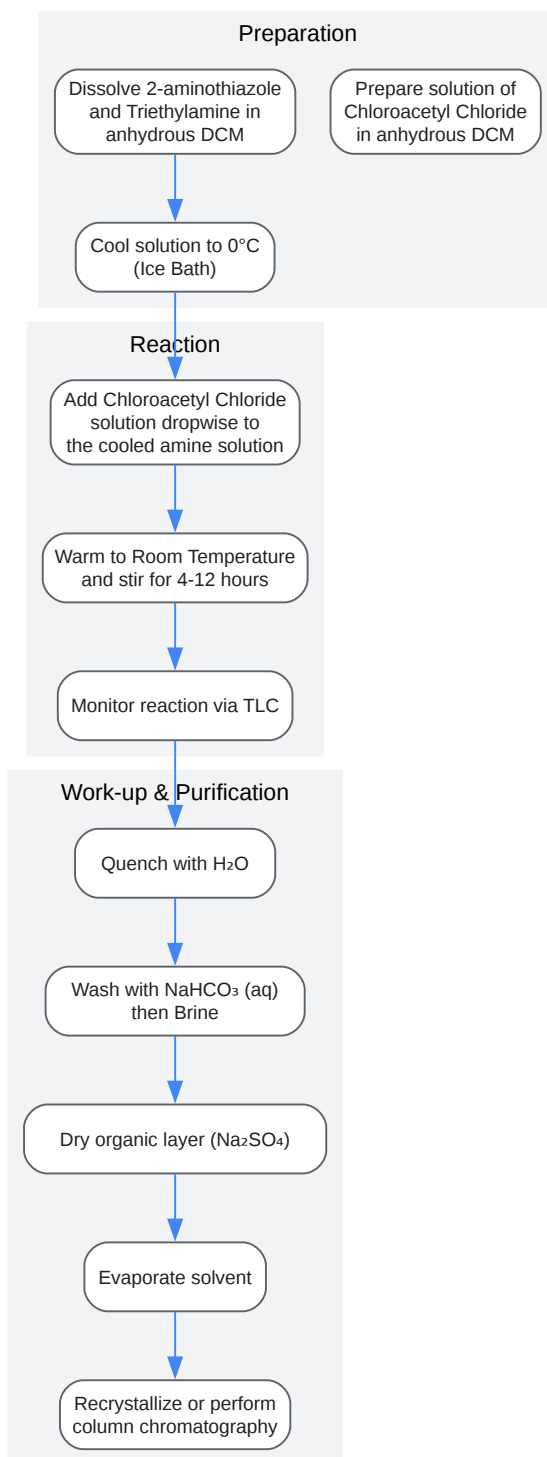 Preparation
Dissolve 2-aminothiazole
and Triethylamine in
anhydrous DCM
Prepare solution of
Chloroacetyl Chloride
in anhydrous DCM
Cool solution to 0°C
(Ice Bath)
Reaction
Add Chloroacetyl Chloride
solution dropwise to
the cooled amine solution
Warm to Room Temperature
and stir for 4-12 hours
Monitor reaction via TLC
Work-up & Purification
Quench with H₂O
Wash with NaHCO₃ (aq)
then Brine
Dry organic layer (Na₂SO₄)
Evaporate solvent
Recrystallize or perform
column chromatography